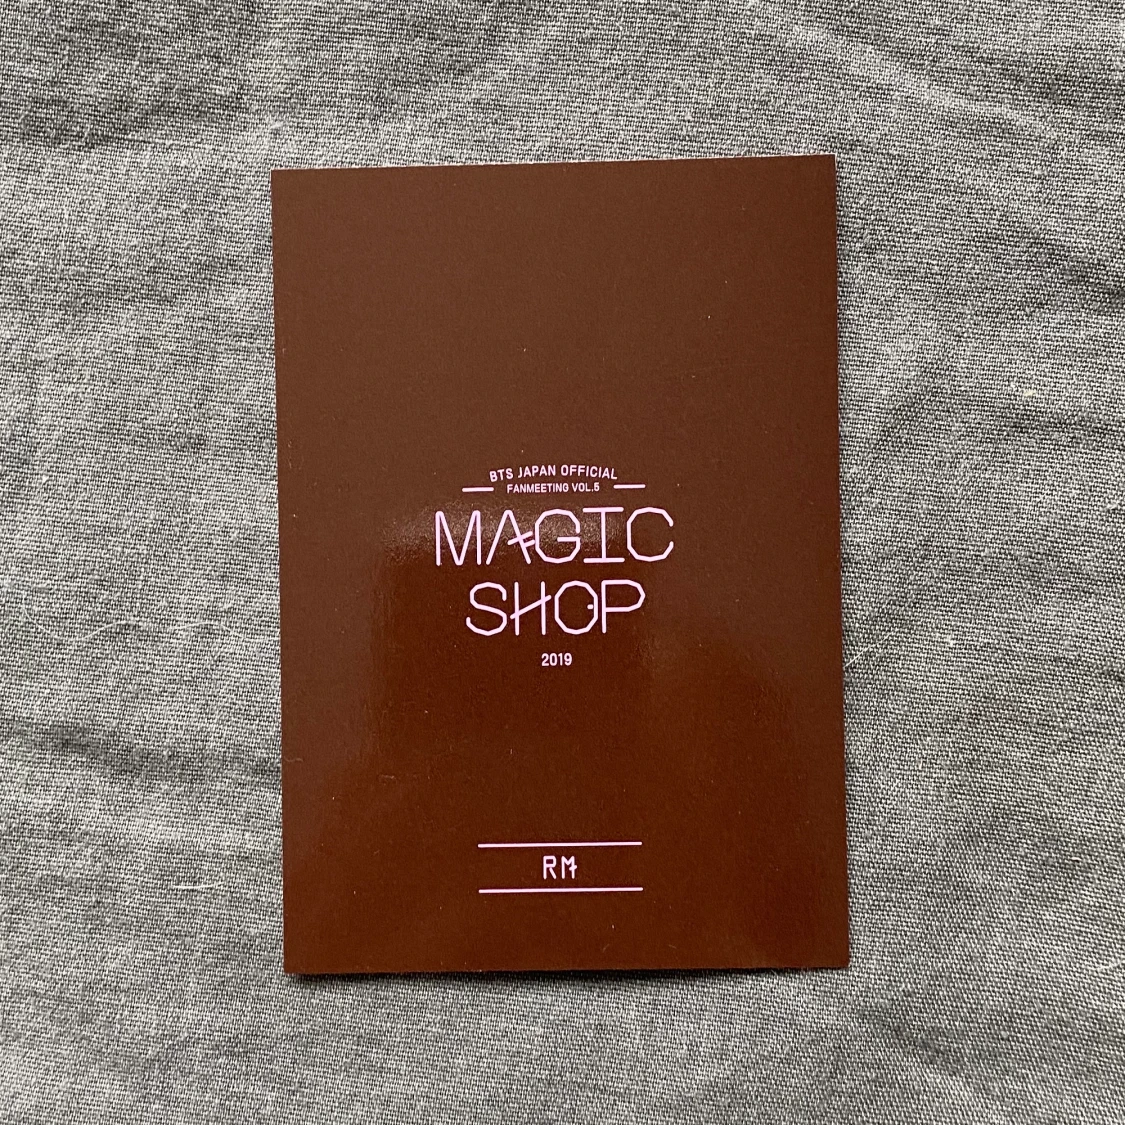 BTS JAPAN OFFICIAL
FANMEETING VOL.5
MAGIC
SHOP
2019
RM